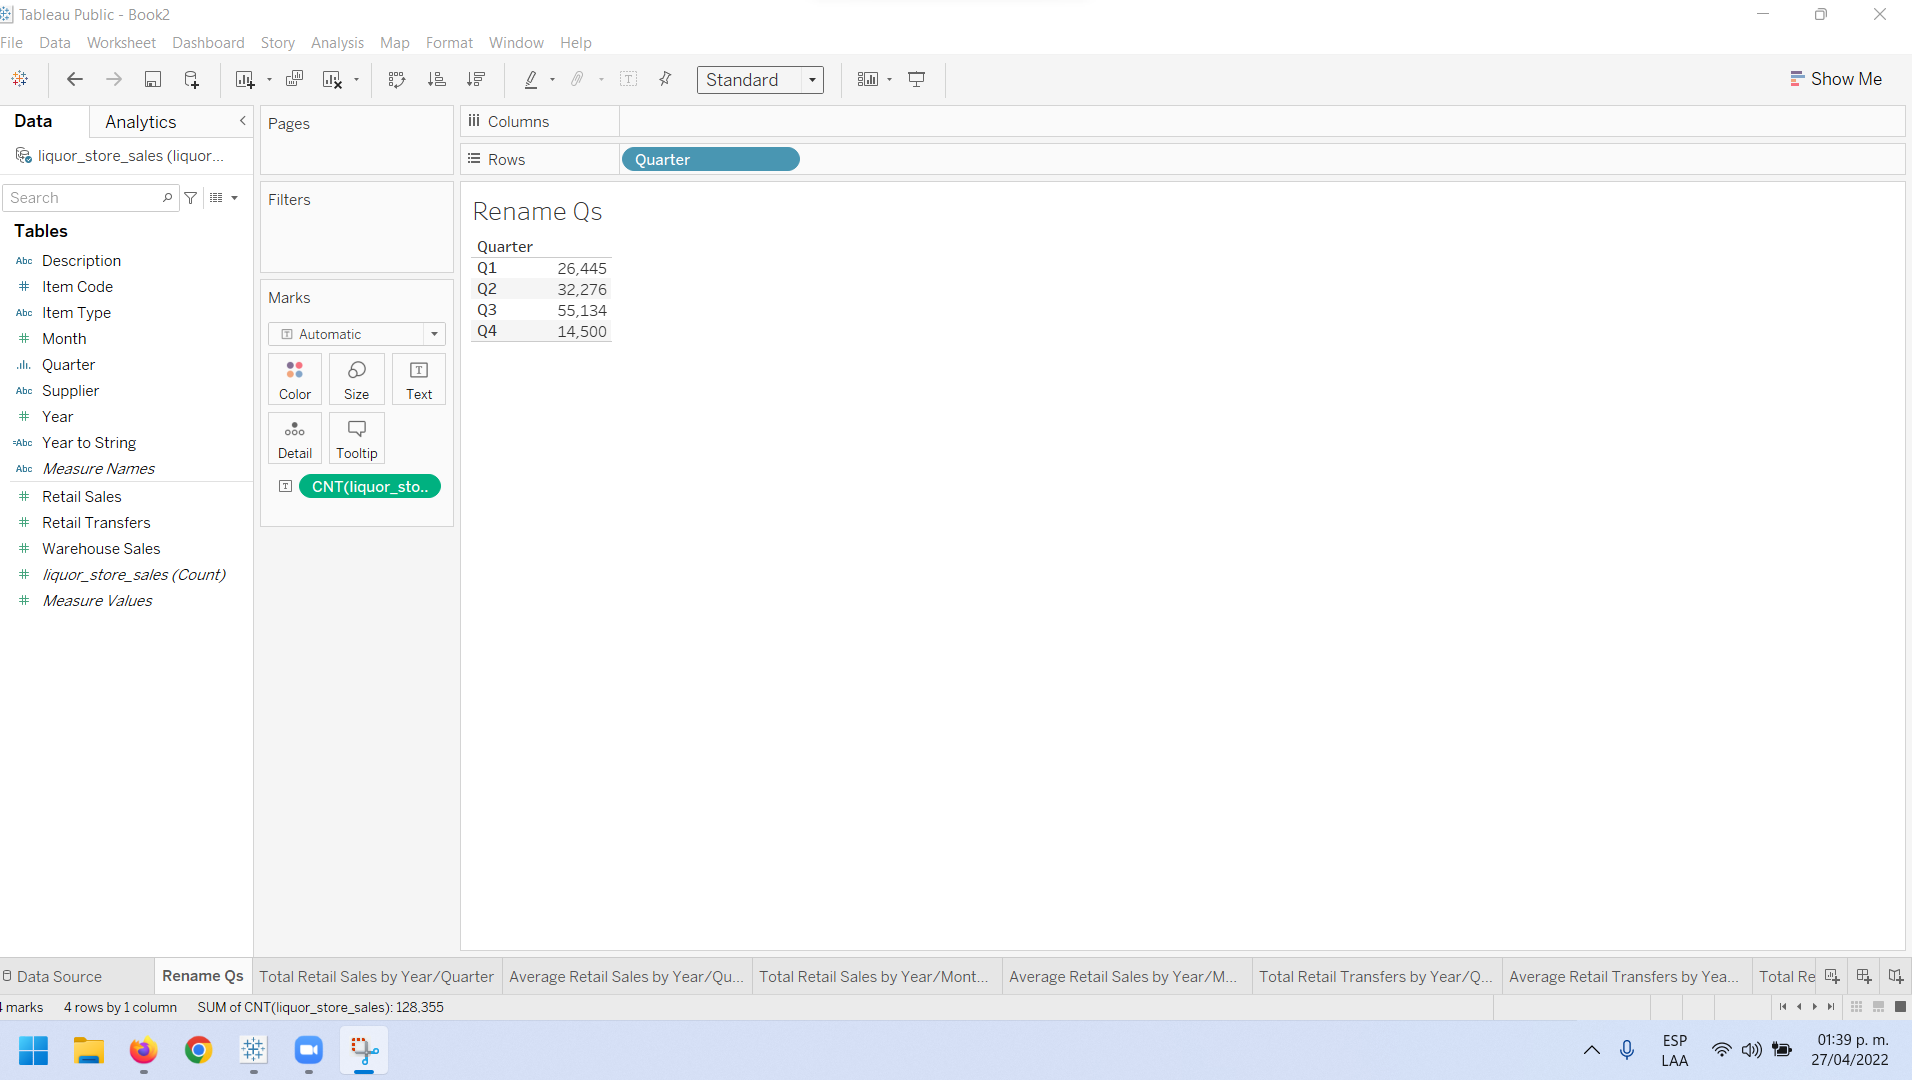 Tableau Public - Book2
File Data Worksheet Dashboard Story Analysis Map Format Window Help
Standard
Show Me
Data Analytics
Pages
Columns
liquor_store_sales (liquor...
Rows Quarter
Search
Filters
Rename Qs
Tables
Quarter
Abc Description
Q1 26,445
# Item Code
Q2 32,276
Abc Item Type
Marks
Q3 55,134
# Month
Automatic
Q4 14,500
Quarter
Abc Supplier
Color Size Text
# Year
=Abc Year to String
Detail Tooltip
Abc Measure Names
CNT(liquor_sto..
# Retail Sales
# Retail Transfers
# Warehouse Sales
# liquor_store_sales (Count)
# Measure Values
Data Source Rename Qs Total Retail Sales by Year/Quarter Average Retail Sales by Year/Qu... Total Retail Sales by Year/Mont... Average Retail Sales by Year/M... Total Retail Transfers by Year/Q... Average Retail Transfers by Yea... Total Re
4 marks 4 rows by 1 column SUM of CNT(liquor_store_sales): 128,355
ESP
LAA
01:39 p. m.
27/04/2022